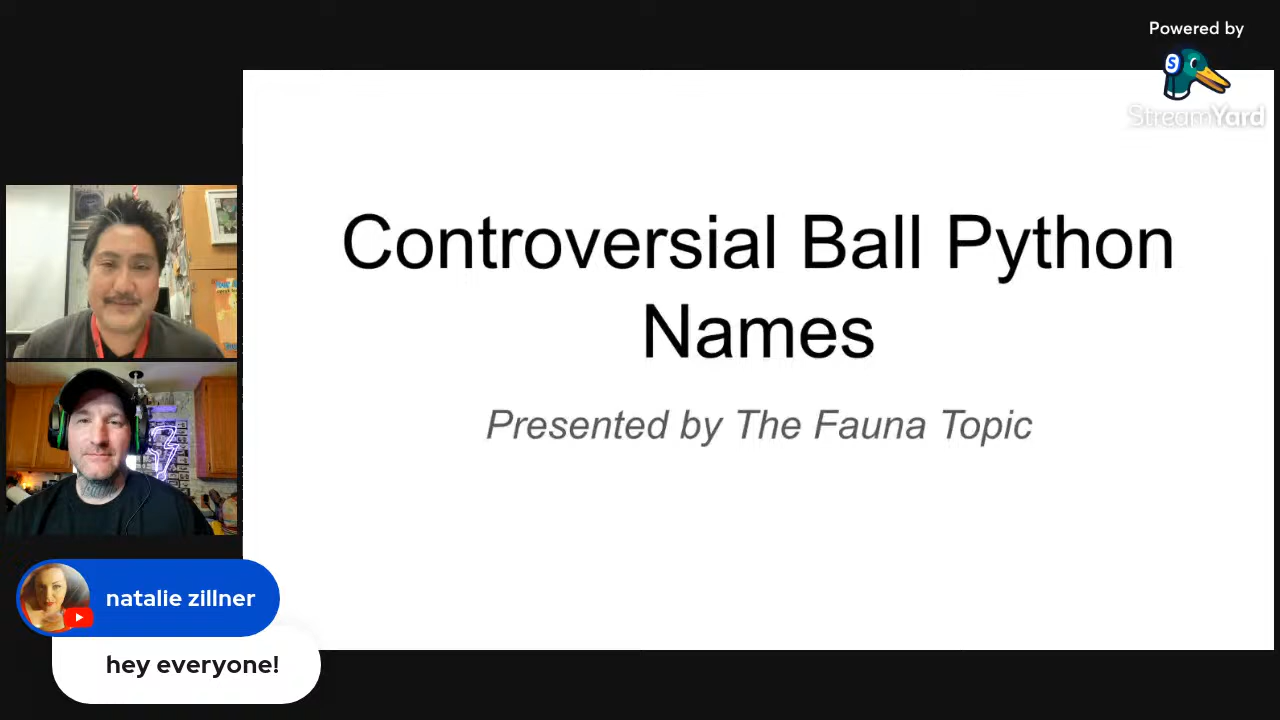 Powered by
StreamYard
Controversial Ball Python
Names
Presented by The Fauna Topic
natalie zillner
hey everyone!